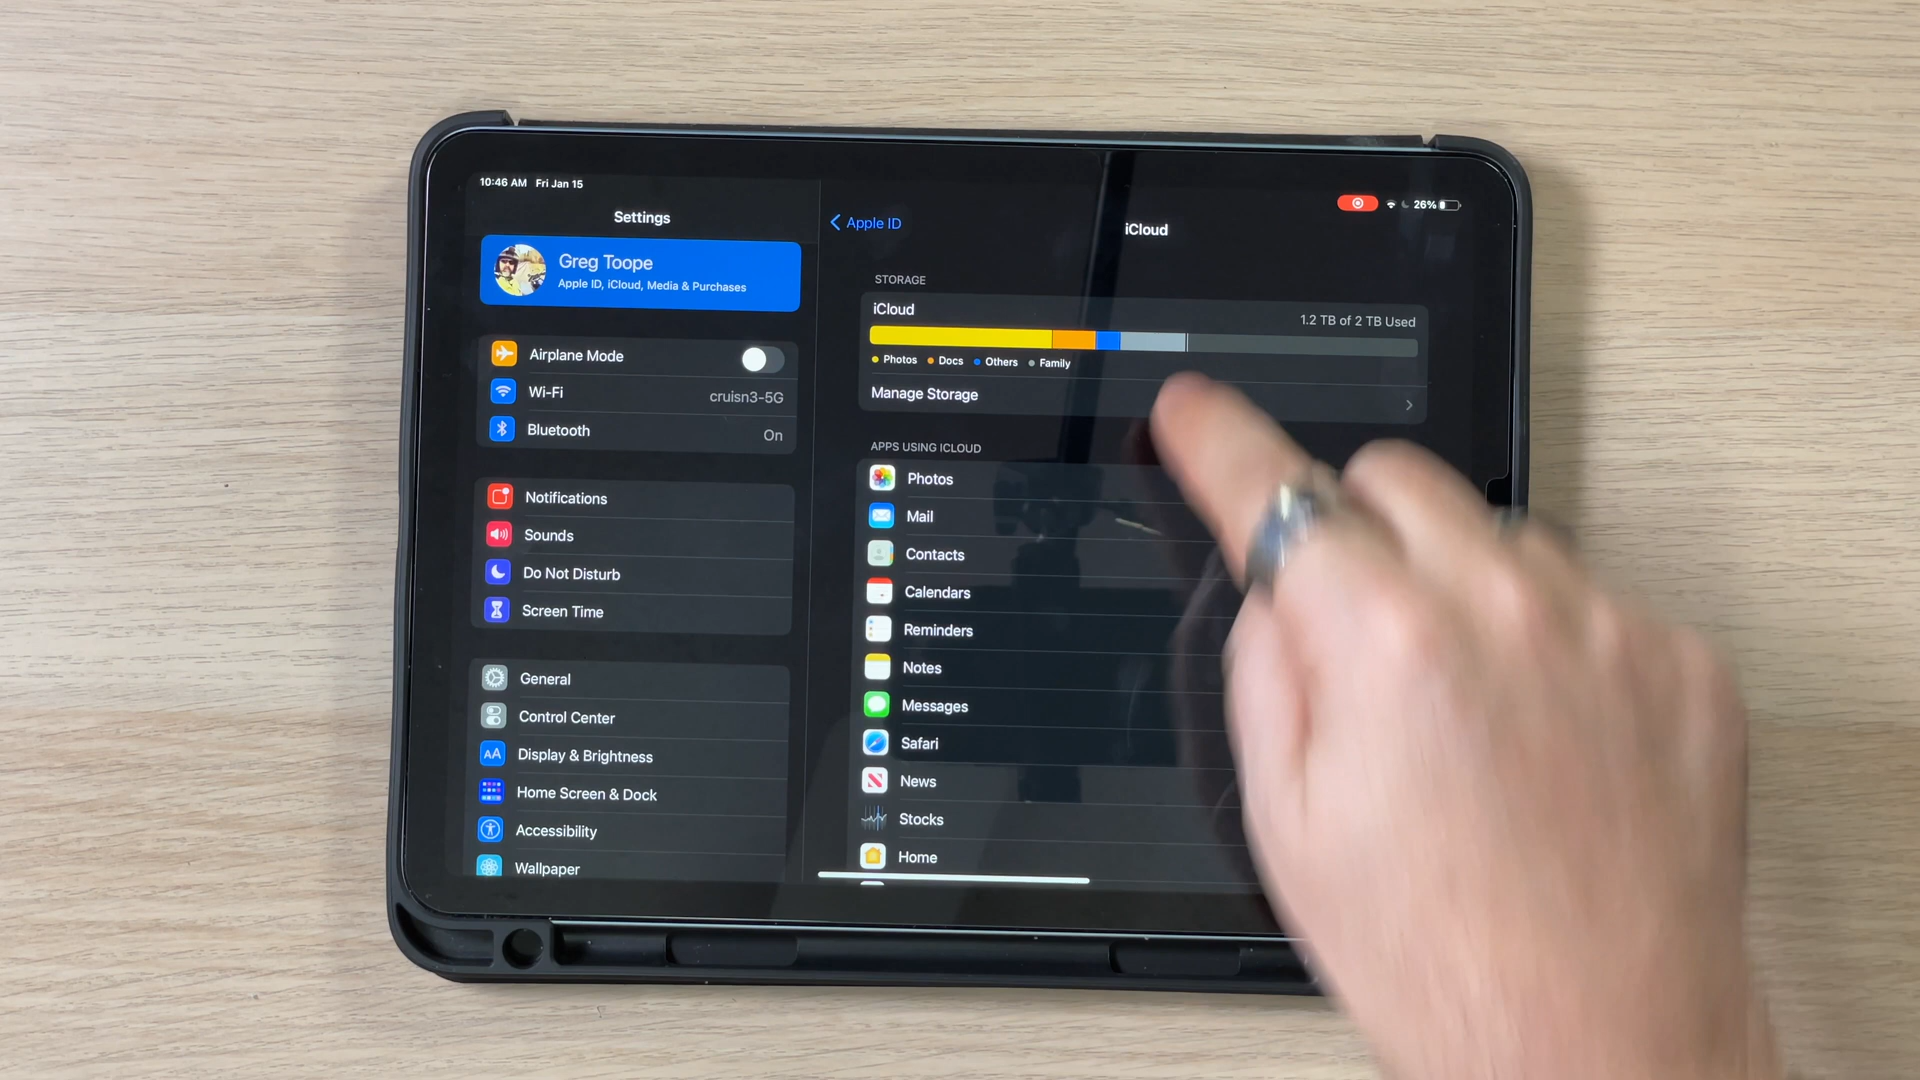 10:46 AM Fri Jan 15
26%
Settings
Greg Toope
Apple ID, iCloud, Media & Purchases
Airplane Mode
Wi-Fi cruisn3-5G
Bluetooth On
Notifications
Sounds
Do Not Disturb
Screen Time
General
Control Center
AA Display & Brightness
Home Screen & Dock
Accessibility
Wallpaper
Apple ID
iCloud
STORAGE
iCloud 1.2 TB of 2 TB Used
Photos Docs Others Family
Manage Storage
APPS USING ICLOUD
Photos
Mail
Contacts
Calendars
Reminders
Notes
Messages
Safari
News
Stocks
Home